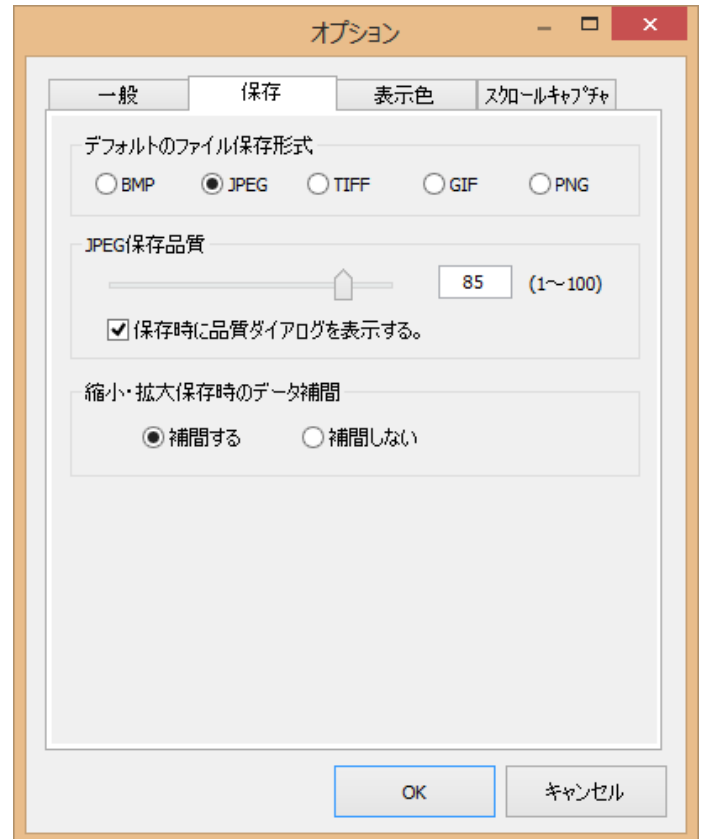 オプション
一般 保存 表示色 スクロールキャプチャ
デフォルトのファイル保存形式
BMP JPEG TIFF GIF PNG
JPEG保存品質
85 (1～100)
保存時に品質ダイアログを表示する。
縮小・拡大保存時のデータ補間
補間する 補間しない
OK キャンセル